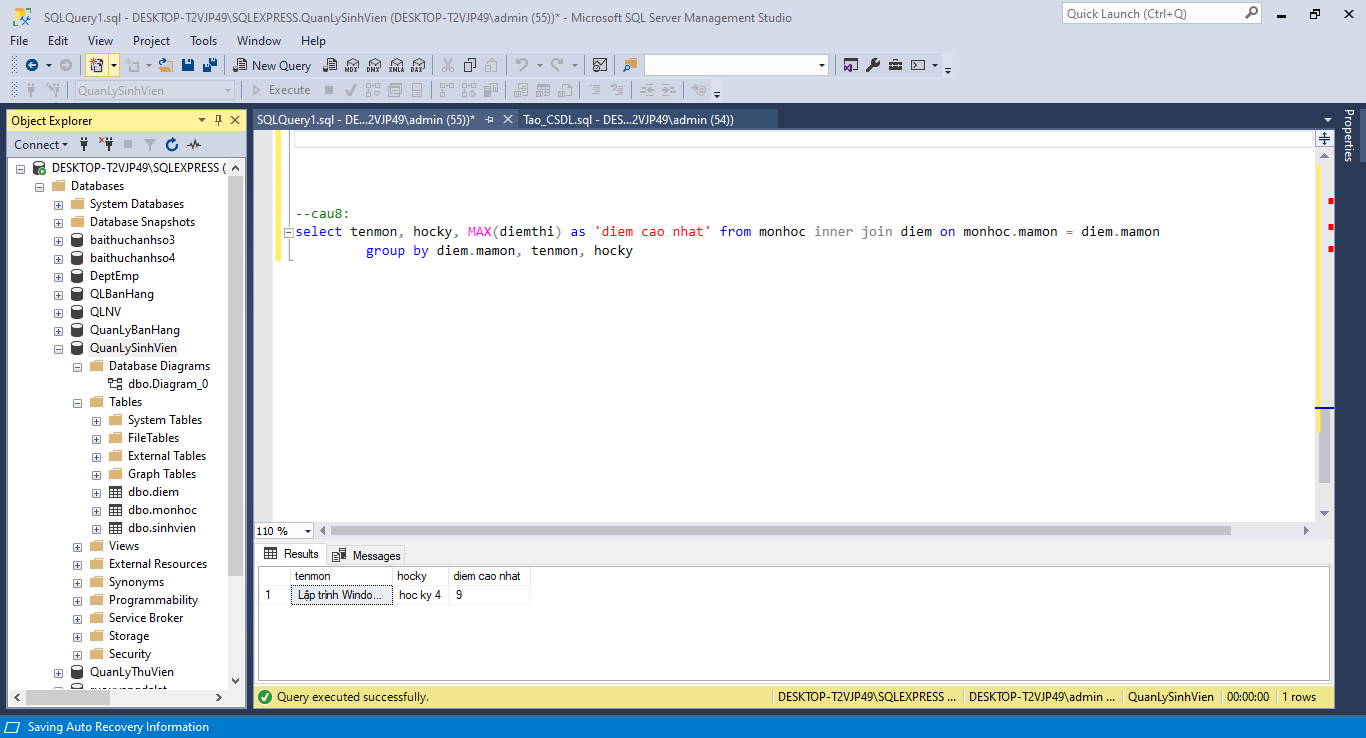 SQLQuery1.sql - DESKTOP-T2VJP49\SQLEXPRESS.QuanLySinhVien (DESKTOP-T2VJP49\admin (55))* - Microsoft SQL Server Management Studio
Quick Launch (Ctrl+Q)
File Edit View Project Tools Window Help
New Query MDX DMX XMLA DAX
QuanLySinhVien Execute
Object Explorer
Connect
DESKTOP-T2VJP49\SQLEXPRESS (
Databases
System Databases
Database Snapshots
baithuchanhso3
baithuchanhso4
DeptEmp
QLBanHang
QLNV
QuanLyBanHang
QuanLySinhVien
Database Diagrams
dbo.Diagram_0
Tables
System Tables
FileTables
External Tables
Graph Tables
dbo.diem
dbo.monhoc
dbo.sinhvien
Views
External Resources
Synonyms
Programmability
Service Broker
Storage
Security
QuanLyThuVien
SQLQuery1.sql - DE...2VJP49\admin (55))* Tao_CSDL.sql - DES...2VJP49\admin (54))
--cau8:
select tenmon, hocky, MAX(diemthi) as 'diem cao nhat' from monhoc inner join diem on monhoc.mamon = diem.mamon
group by diem.mamon, tenmon, hocky
110 %
Results Messages
tenmon hocky diem cao nhat
1 Lập trình Windo... hoc ky 4 9
Query executed successfully. DESKTOP-T2VJP49\SQLEXPRESS ... DESKTOP-T2VJP49\admin ... QuanLySinhVien 00:00:00 1 rows
Properties
Saving Auto Recovery Information